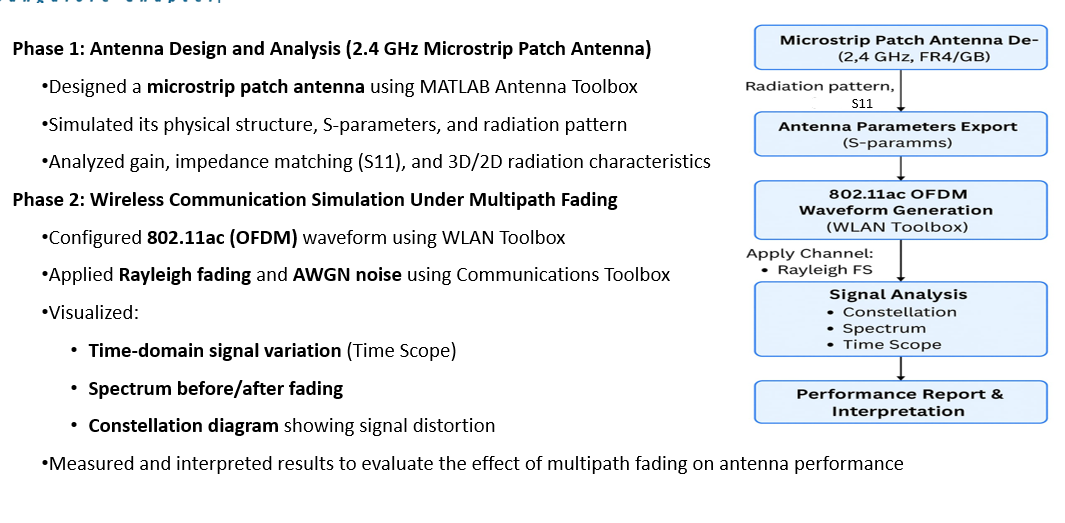 Phase 1: Antenna Design and Analysis (2.4 GHz Microstrip Patch Antenna)
•Designed a microstrip patch antenna using MATLAB Antenna Toolbox
•Simulated its physical structure, S-parameters, and radiation pattern
•Analyzed gain, impedance matching (S11), and 3D/2D radiation characteristics
Phase 2: Wireless Communication Simulation Under Multipath Fading
•Configured 802.11ac (OFDM) waveform using WLAN Toolbox
•Applied Rayleigh fading and AWGN noise using Communications Toolbox
•Visualized:
• Time-domain signal variation (Time Scope)
• Spectrum before/after fading
• Constellation diagram showing signal distortion
•Measured and interpreted results to evaluate the effect of multipath fading on antenna performance
Microstrip Patch Antenna De-
(2,4 GHz, FR4/GB)
Radiation pattern,
S11
Antenna Parameters Export
(S-paramms)
802.11ac OFDM
Waveform Generation
(WLAN Toolbox)
Apply Channel:
• Rayleigh FS
Signal Analysis
• Constellation
• Spectrum
• Time Scope
Performance Report &
Interpretation